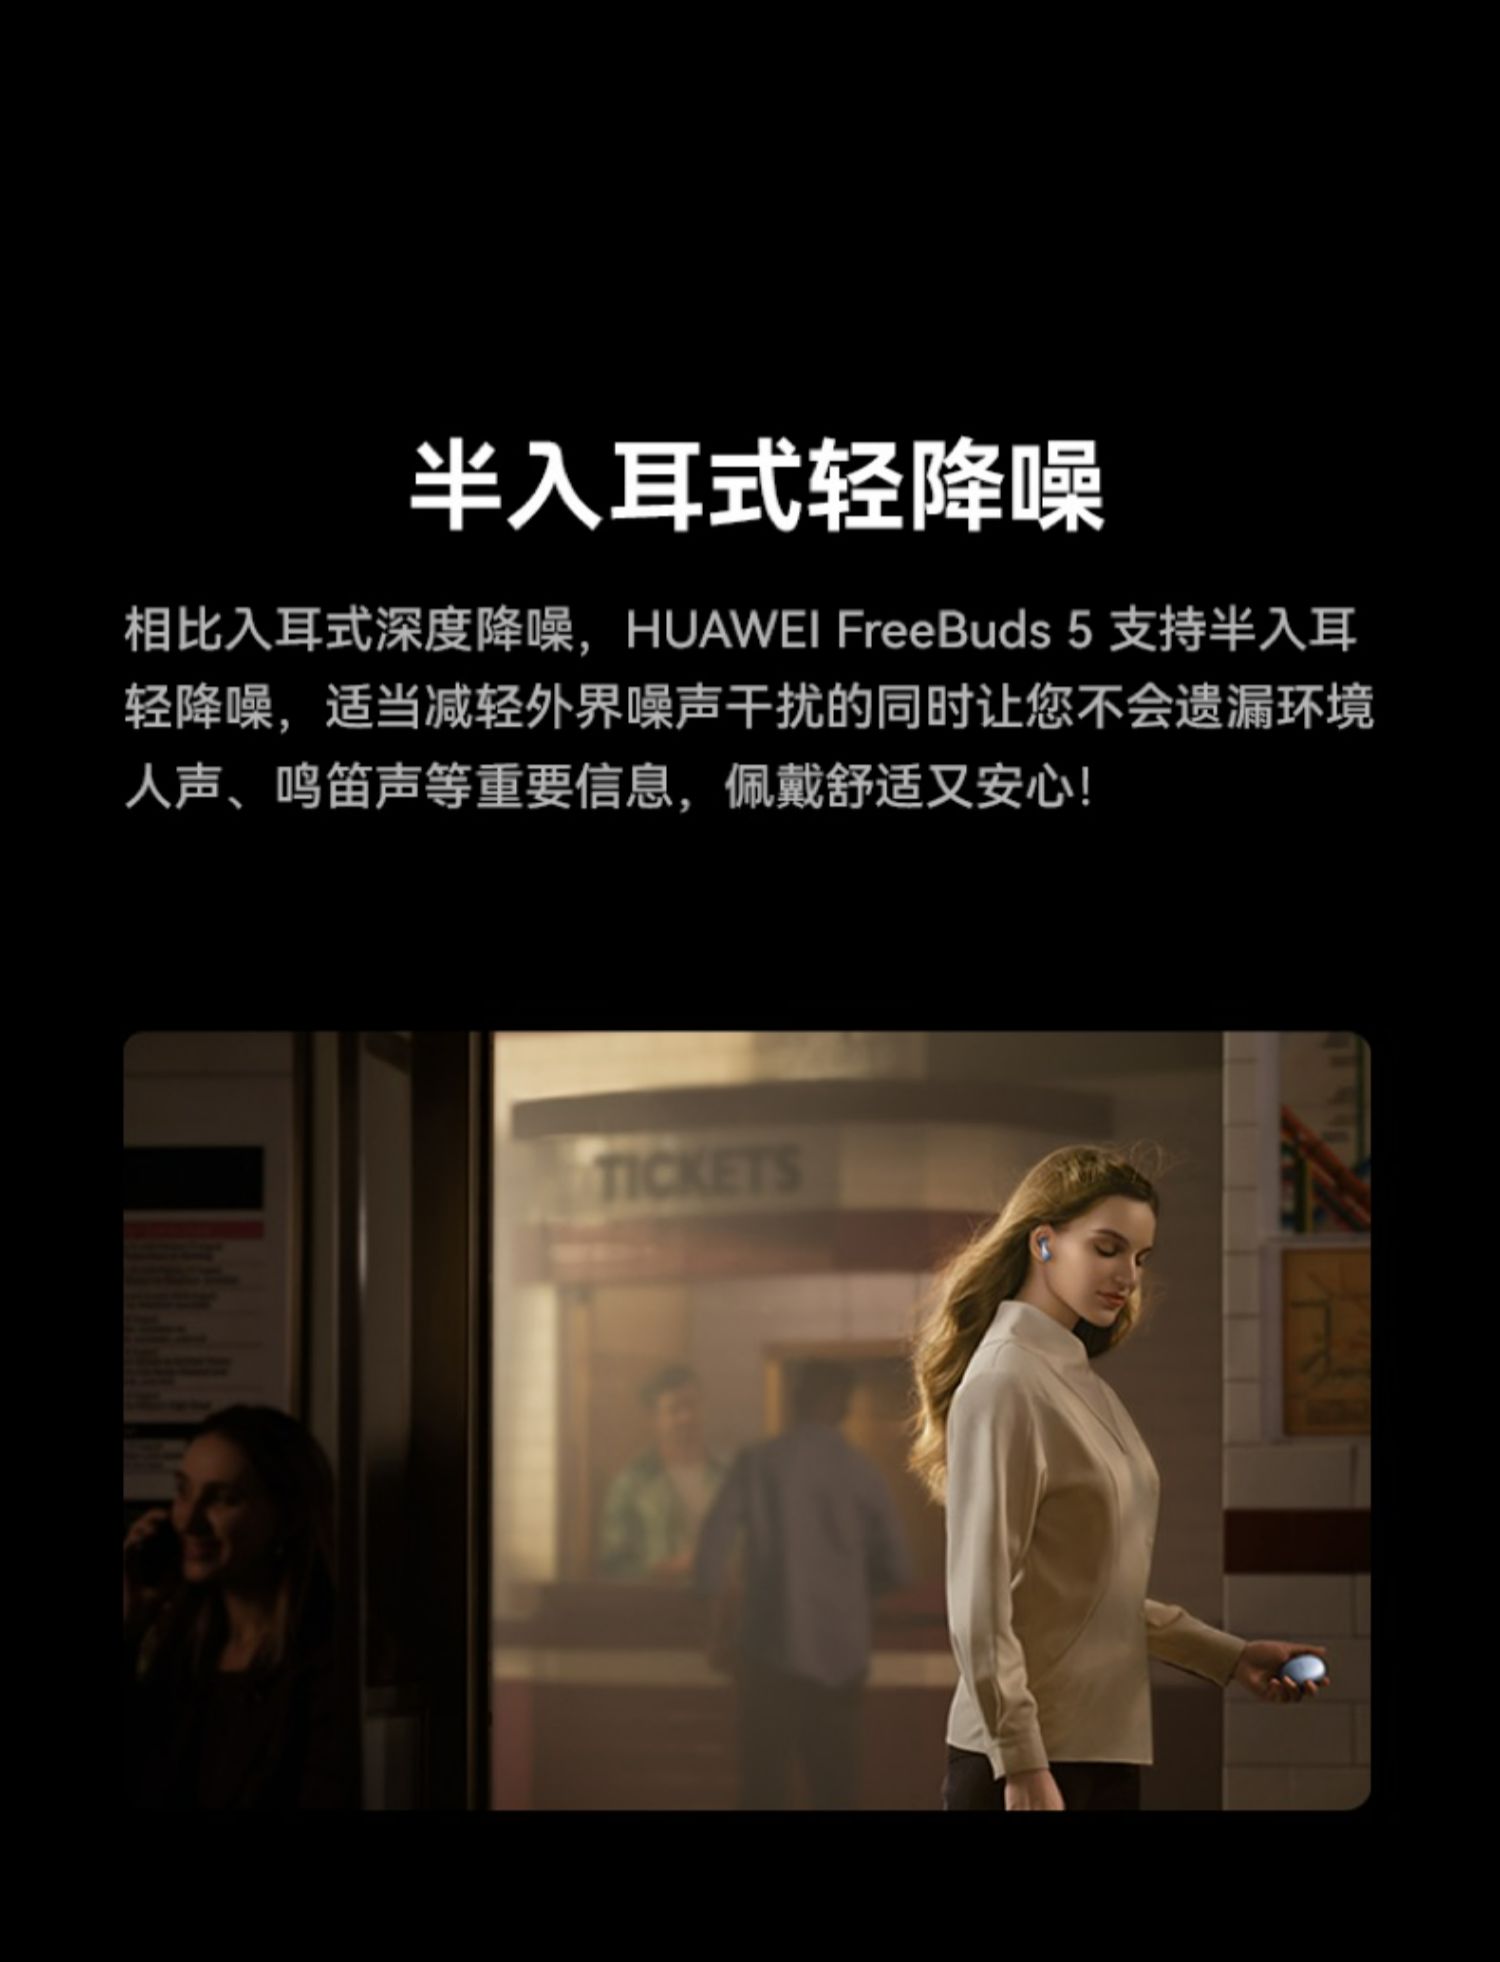 半入耳式轻降噪
相比入耳式深度降噪，HUAWEI FreeBuds 5 支持半入耳
轻降噪，适当减轻外界噪声干扰的同时让您不会遗漏环境
人声、鸣笛声等重要信息，佩戴舒适又安心！
TICKETS